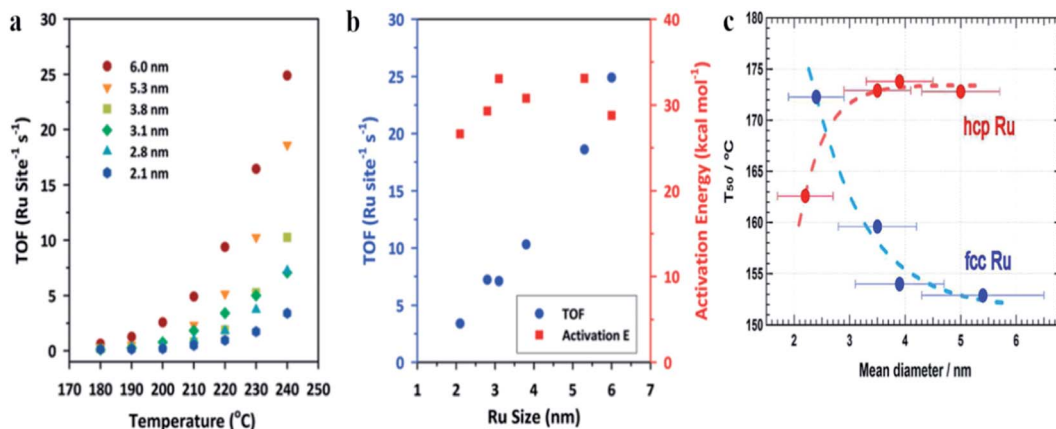 a
TOF (Ru Site⁻¹ s⁻¹)
30
25
20
15
10
5
0
6.0 nm
5.3 nm
3.8 nm
3.1 nm
2.8 nm
2.1 nm
170 180 190 200 210 220 230 240 250
Temperature (°C)
b
TOF (Ru Site⁻¹ s⁻¹)
30
25
20
15
10
5
0
TOF
Activation E
1 2 3 4 5 6 7
Ru Size (nm)
40
30
20
10
0
Activation Energy (kcal mol⁻¹)
c
T₅₀ / °C
180
175
170
165
160
155
150
hcp Ru
fcc Ru
2 3 4 5 6
Mean diameter / nm